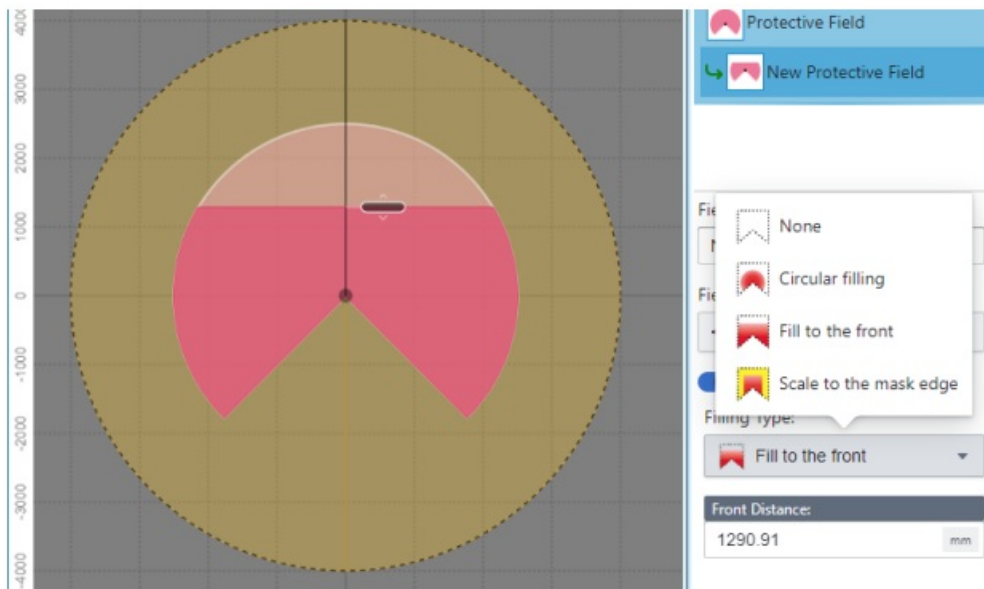 4000
3000
2000
1000
0
-1000
-2000
-3000
-4000
Protective Field
New Protective Field
None
Circular filling
Fill to the front
Scale to the mask edge
Filling Type:
Fill to the front
Front Distance:
1290.91 mm